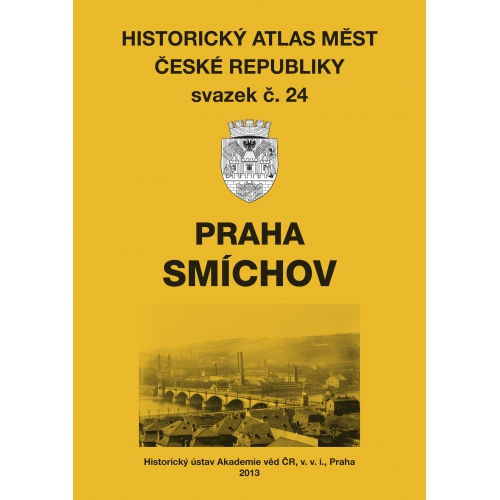 HISTORICKÝ ATLAS MĚST
ČESKÉ REPUBLIKY
svazek č. 24
PRAHA
SMÍCHOV
Historický ústav Akademie věd ČR, v. v. i., Praha
2013